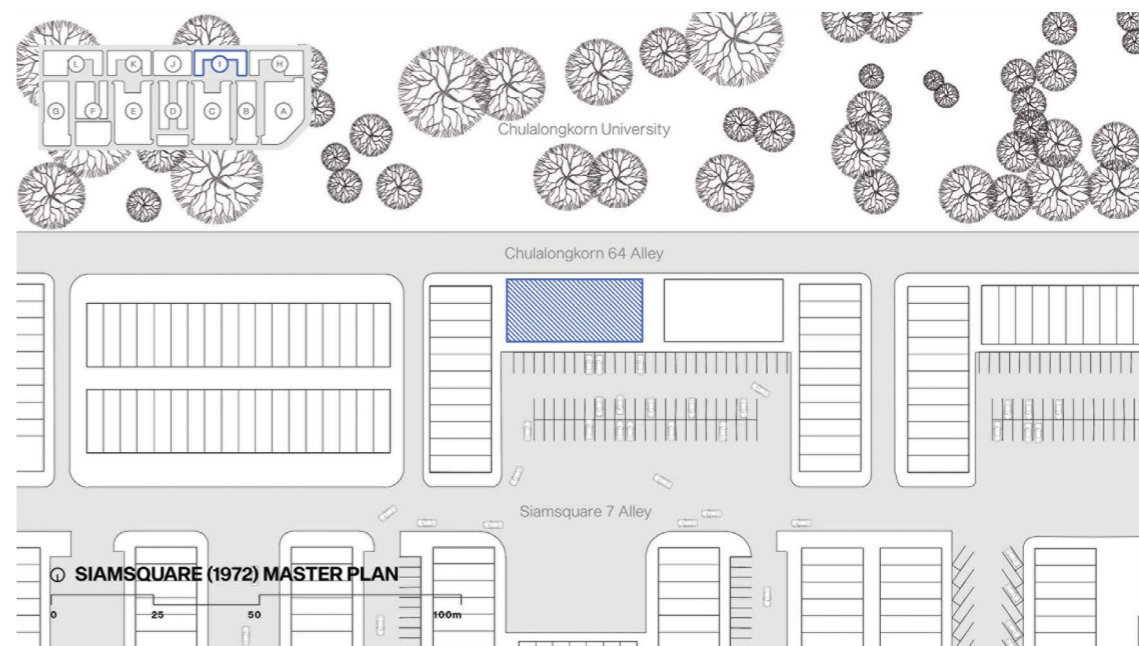 L K J I H
G F E D C B A
Chulalongkorn University
Chulalongkorn 64 Alley
Siamsquare 7 Alley
SIAMSQUARE (1972) MASTER PLAN
0 25 50 100m